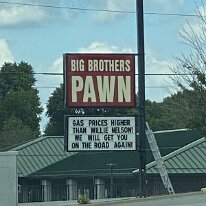 BIG BROTHERS
PAWN
GAS PRICES HIGHER
THAN WILLIE NELSON!
WE WILL GET YOU
ON THE ROAD AGAIN!